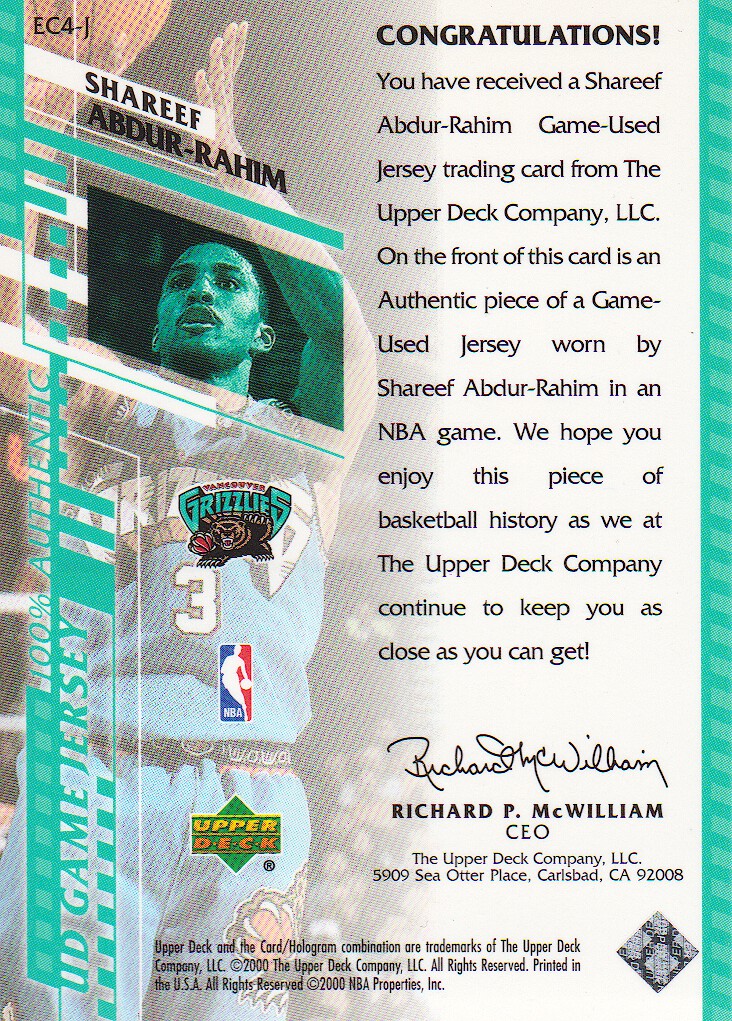 EC4-J
SHAREEF
ABDUR-RAHIM
100% AUTHENTIC
UD GAME JERSEY
VANCOUVER
GRIZZLIES
3
NBA
UPPER
D·E·C·K
®
CONGRATULATIONS!
You have received a Shareef
Abdur-Rahim Game-Used
Jersey trading card from The
Upper Deck Company, LLC.
On the front of this card is an
Authentic piece of a Game-
Used Jersey worn by
Shareef Abdur-Rahim in an
NBA game. We hope you
enjoy this piece of
basketball history as we at
The Upper Deck Company
continue to keep you as
close as you can get!
Richard P. McWilliam
RICHARD P. McWILLIAM
CEO
The Upper Deck Company, LLC.
5909 Sea Otter Place, Carlsbad, CA 92008
Upper Deck and the Card/Hologram combination are trademarks of The Upper Deck
Company, LLC. ©2000 The Upper Deck Company, LLC. All Rights Reserved. Printed in
the U.S.A. All Rights Reserved ©2000 NBA Properties, Inc.